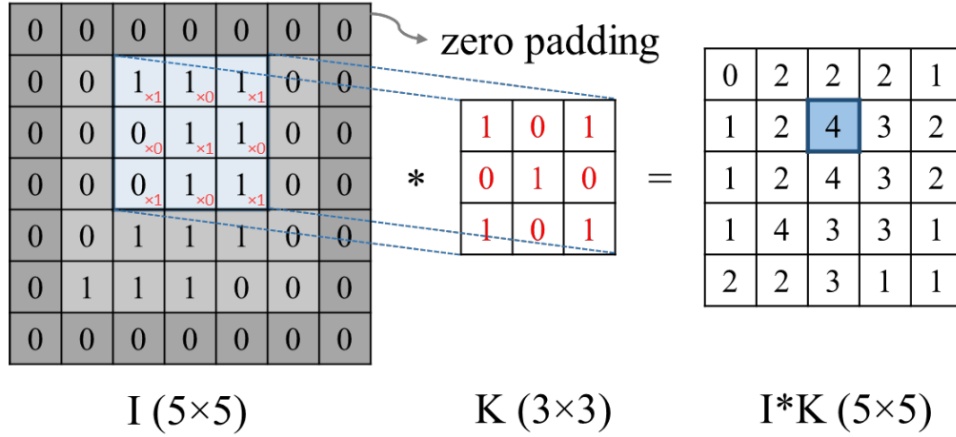 0 0 0 0 0 0 0
zero padding
0 0 1×1 1×0 1×1 0 0
0 0 0×0 1×1 1×0 0 0
0 0 0×1 1×0 1×1 0 0
0 0 1 1 1 0 0
0 1 1 1 0 0 0
0 0 0 0 0 0 0
*
1 0 1
0 1 0
1 0 1
=
0 2 2 2 1
1 2 4 3 2
1 2 4 3 2
1 4 3 3 1
2 2 3 1 1
I (5×5)
K (3×3)
I*K (5×5)